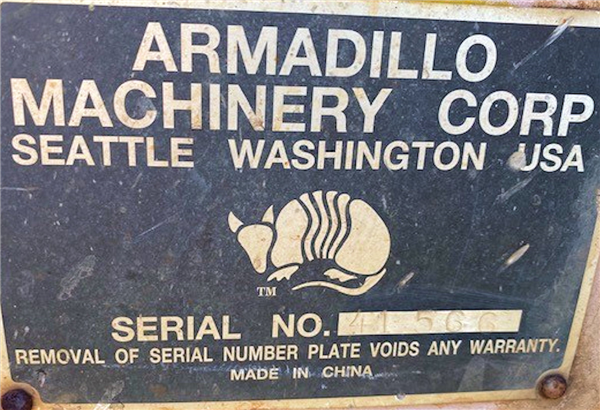 ARMADILLO
MACHINERY CORP
SEATTLE WASHINGTON USA
TM
SERIAL NO. 41566
REMOVAL OF SERIAL NUMBER PLATE VOIDS ANY WARRANTY.
MADE IN CHINA